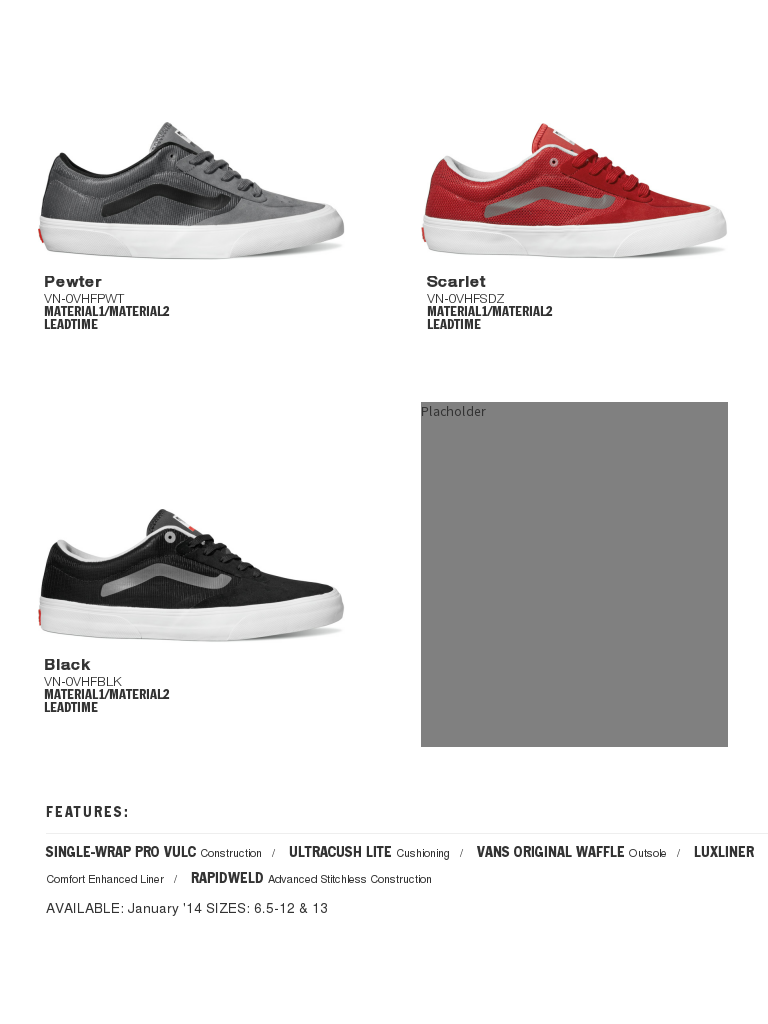 Pewter
VN-0VHFPWT
MATERIAL1/MATERIAL2
LEADTIME
Scarlet
VN-0VHFSDZ
MATERIAL1/MATERIAL2
LEADTIME
Black
VN-0VHFBLK
MATERIAL1/MATERIAL2
LEADTIME
Placholder
FEATURES:
SINGLE-WRAP PRO VULC Construction / ULTRACUSH LITE Cushioning / VANS ORIGINAL WAFFLE Outsole / LUXLINER
Comfort Enhanced Liner / RAPIDWELD Advanced Stitchless Construction
AVAILABLE: January '14 SIZES: 6.5-12 & 13